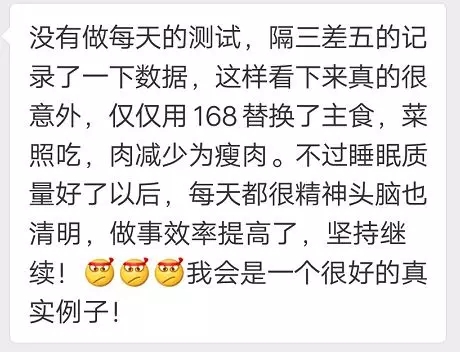 没有做每天的测试，隔三差五的记
录了一下数据，这样看下来真的很
意外，仅仅用168替换了主食，菜
照吃，肉减少为瘦肉。不过睡眠质
量好了以后，每天都很精神头脑也
清明，做事效率提高了，坚持继
续！我会是一个很好的真
实例子！